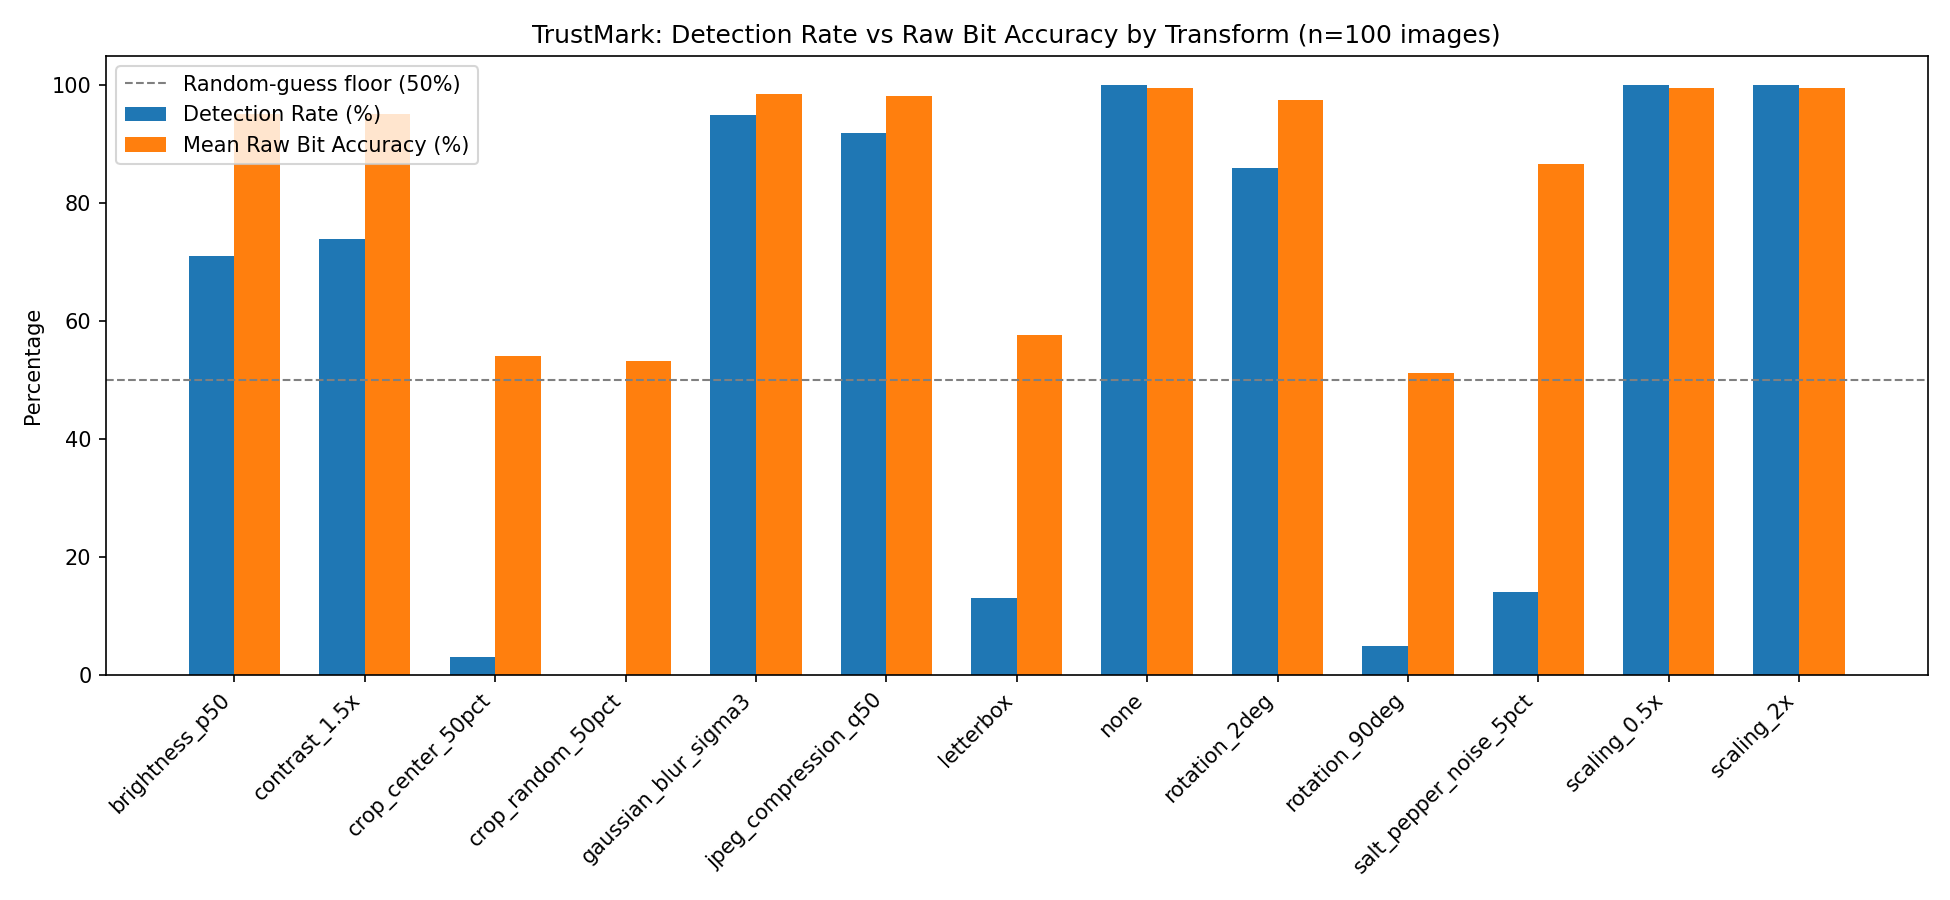 TrustMark: Detection Rate vs Raw Bit Accuracy by Transform (n=100 images)
Random-guess floor (50%)
Detection Rate (%)
Mean Raw Bit Accuracy (%)
Percentage
100
80
60
40
20
0
brightness_p50
contrast_1.5x
crop_center_50pct
crop_random_50pct
gaussian_blur_sigma3
jpeg_compression_q50
letterbox
none
rotation_2deg
rotation_90deg
salt_pepper_noise_5pct
scaling_0.5x
scaling_2x